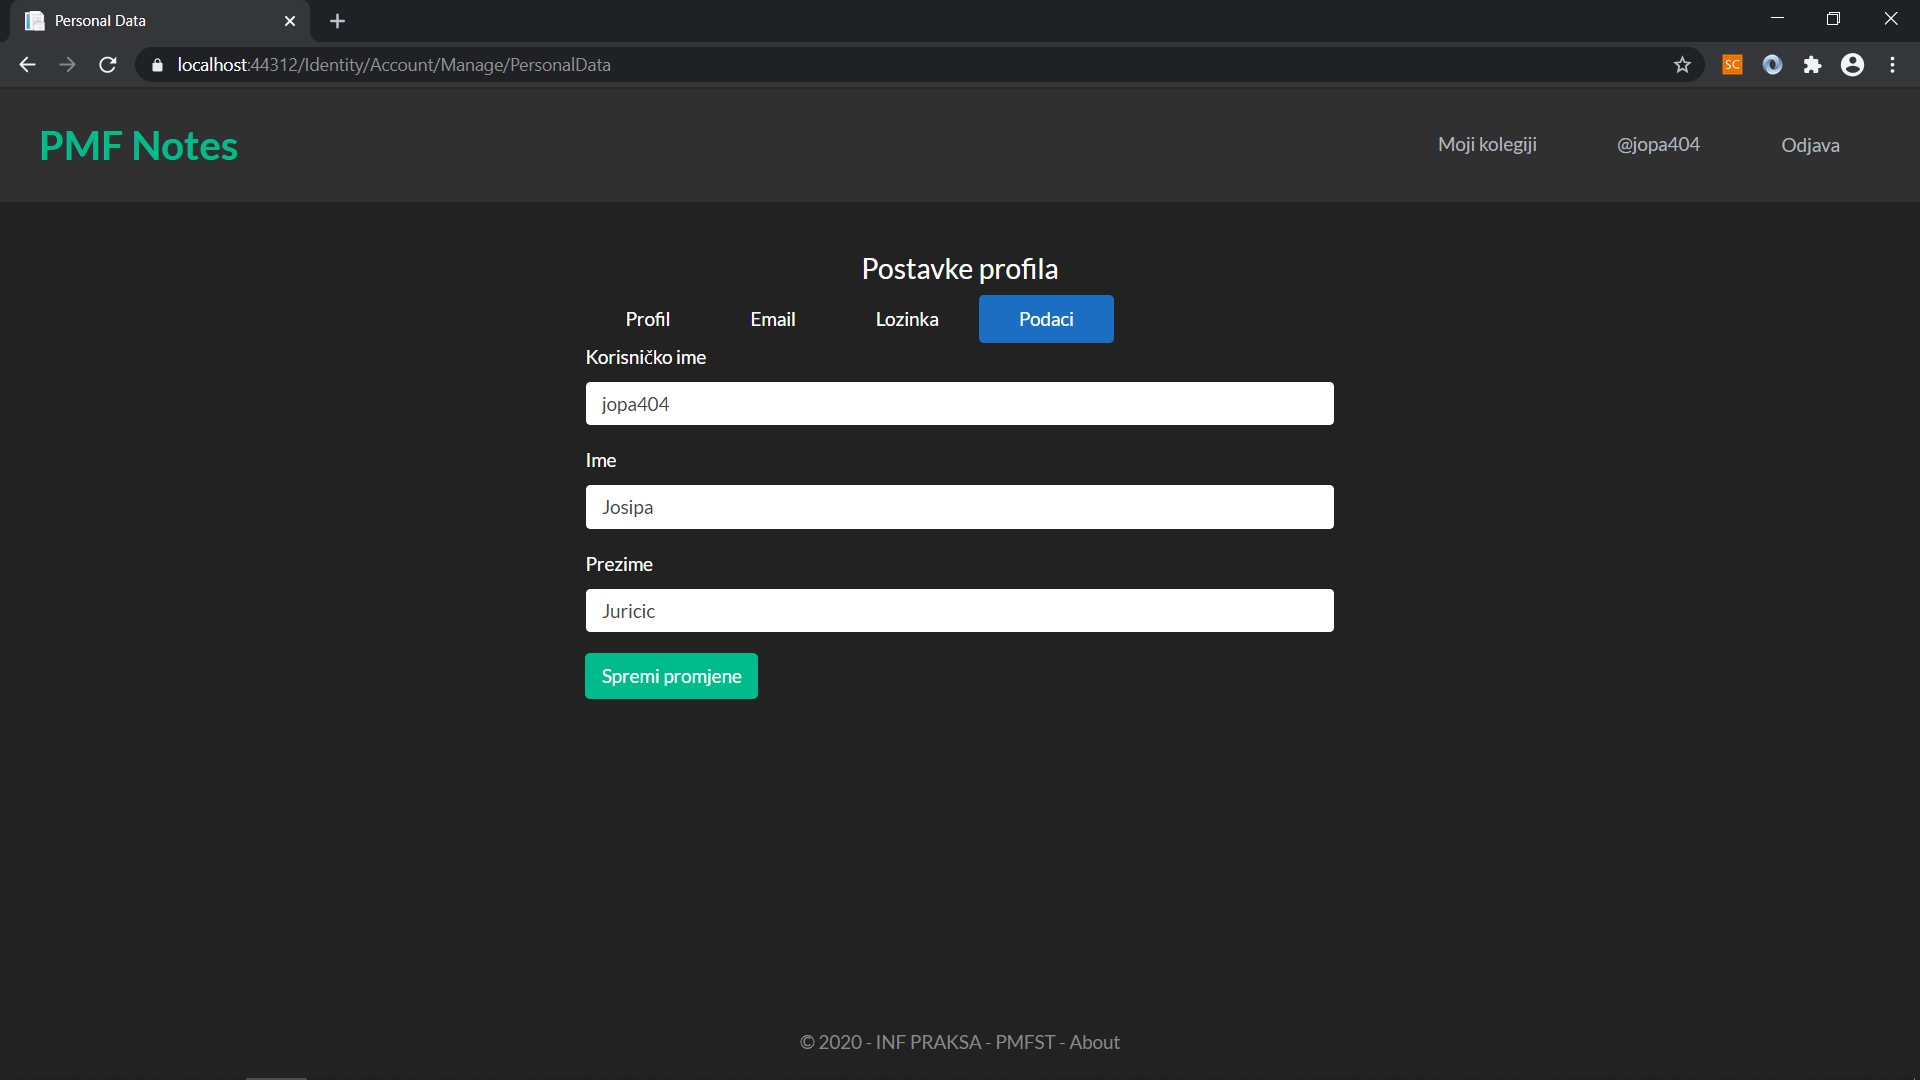 Personal Data
localhost:44312/Identity/Account/Manage/PersonalData
SC
PMF Notes
Moji kolegiji
@jopa404
Odjava
Postavke profila
Profil
Email
Lozinka
Podaci
Korisničko ime
jopa404
Ime
Josipa
Prezime
Juricic
Spremi promjene
© 2020 - INF PRAKSA - PMFST - About